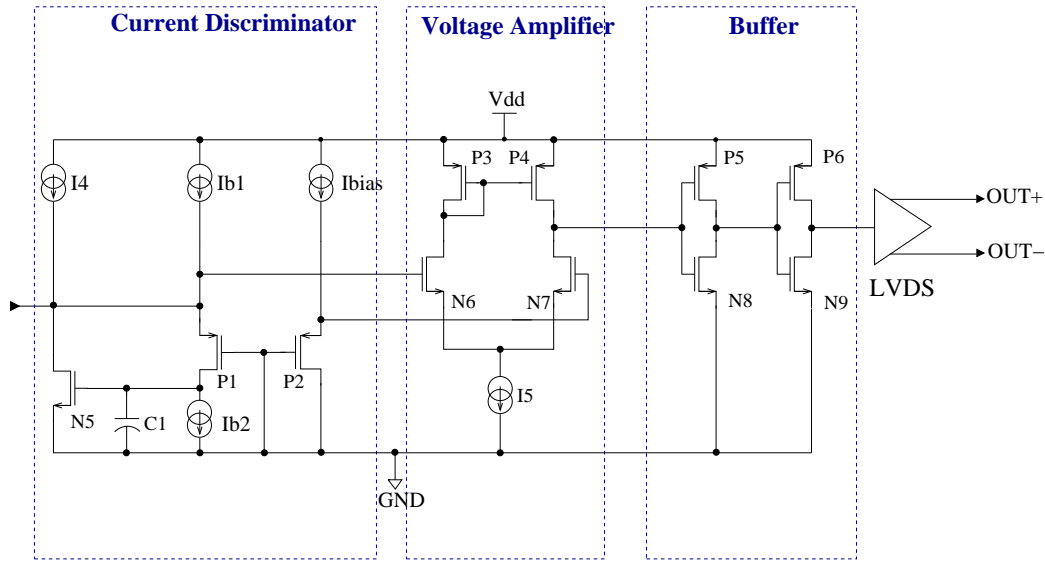 Current Discriminator
Voltage Amplifier
Buffer
Vdd
I4
Ib1
Ibias
P3
P4
P5
P6
OUT+
OUT−
LVDS
N6
N7
N8
N9
P1
P2
N5
C1
Ib2
I5
GND